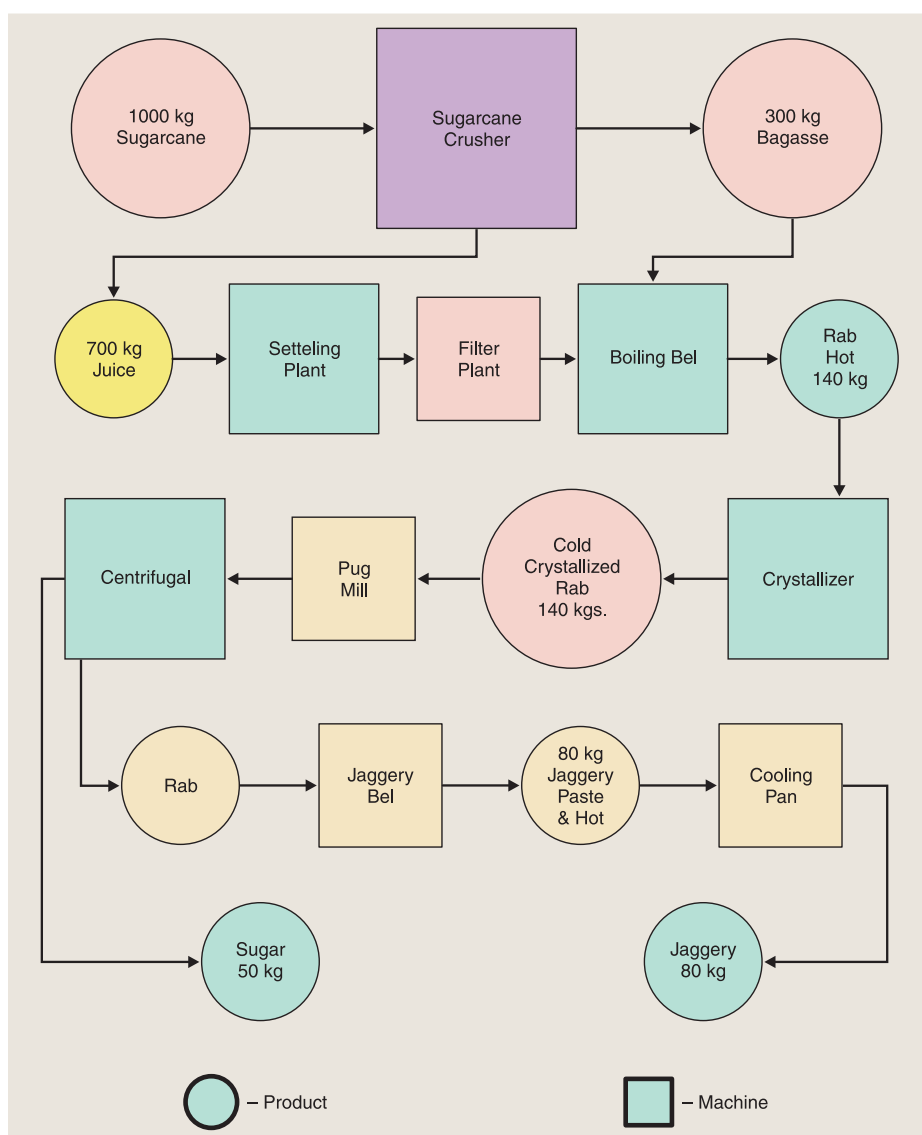 1000 kg
Sugarcane
Sugarcane
Crusher
300 kg
Bagasse
700 kg
Juice
Setteling
Plant
Filter
Plant
Boiling Bel
Rab
Hot
140 kg
Centrifugal
Pug
Mill
Cold
Crystallized
Rab
140 kgs.
Crystallizer
Rab
Jaggery
Bel
80 kg
Jaggery
Paste
& Hot
Cooling
Pan
Sugar
50 kg
Jaggery
80 kg
– Product
– Machine